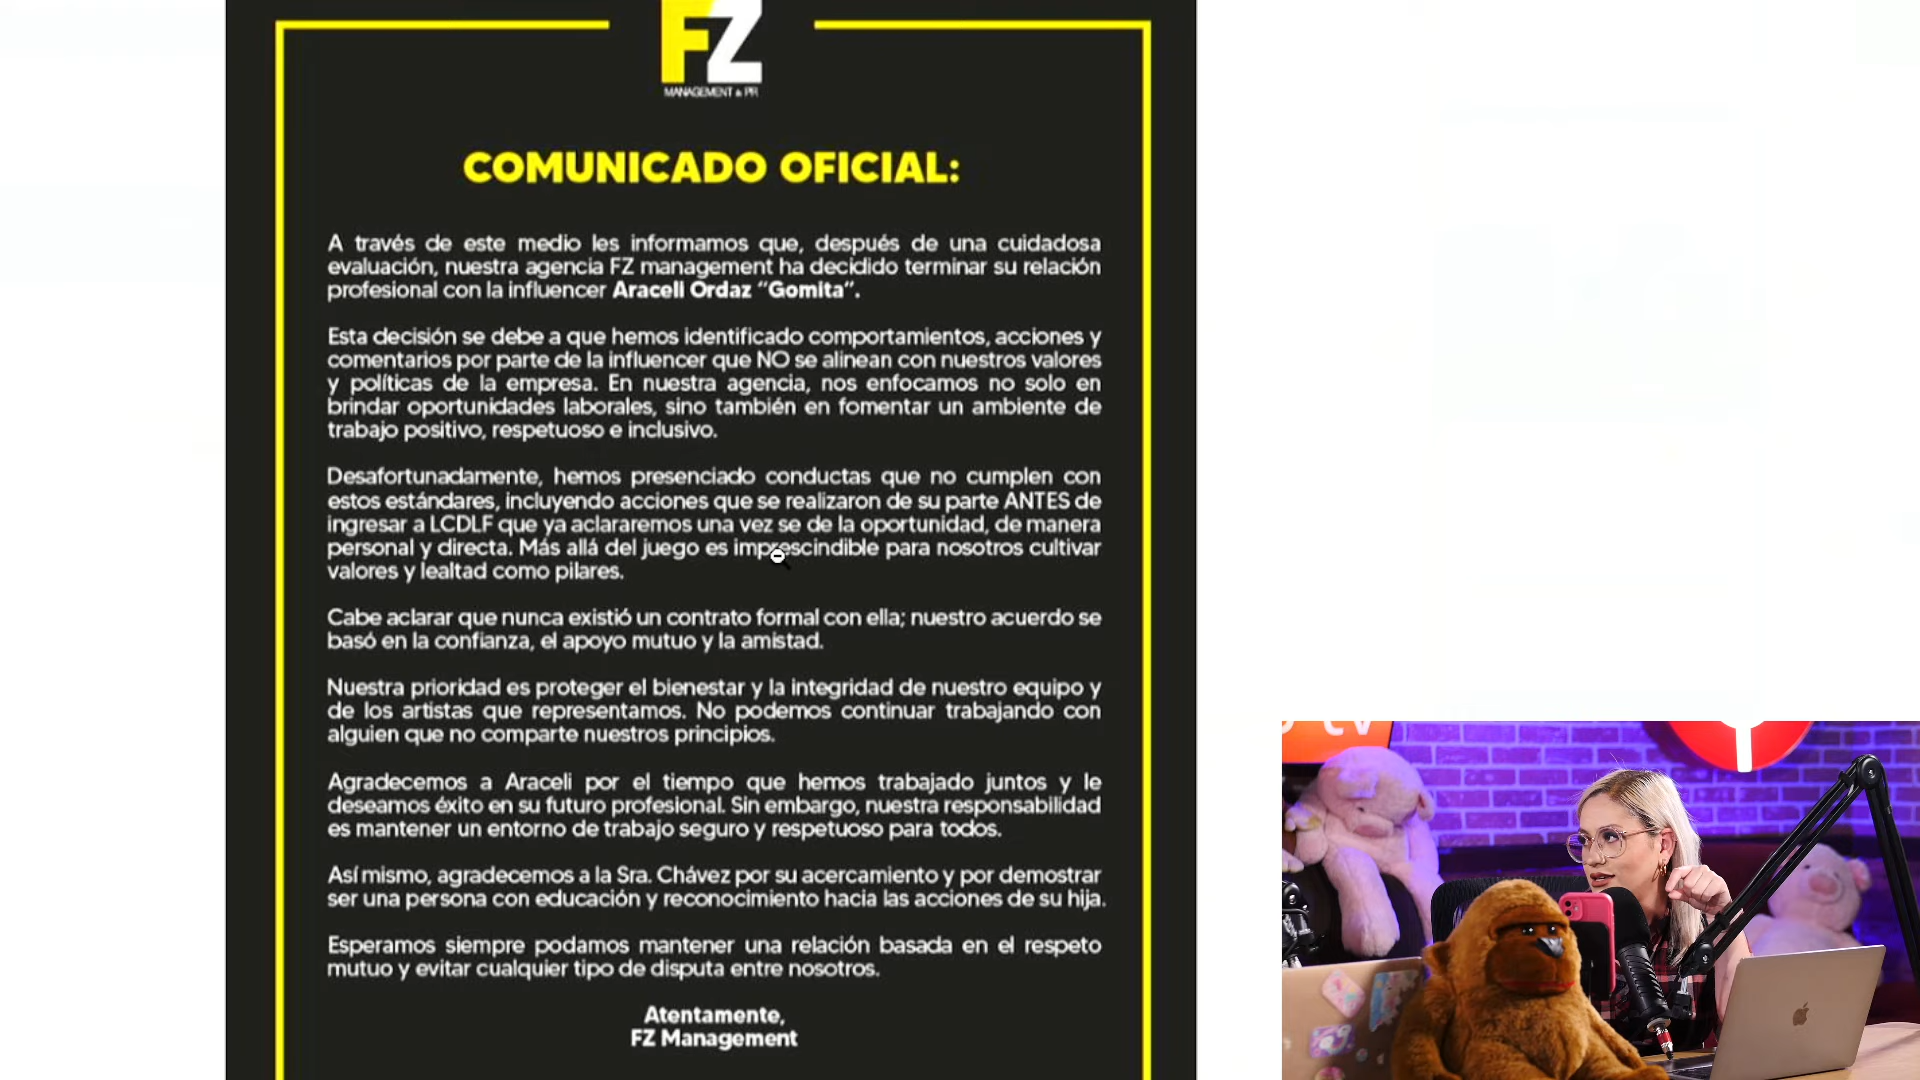 FZ
MANAGEMENT & PR
COMUNICADO OFICIAL:
A través de este medio les informamos que, después de una cuidadosa
evaluación, nuestra agencia FZ management ha decidido terminar su relación
profesional con la influencer Araceli Ordaz “Gomita”.
Esta decisión se debe a que hemos identificado comportamientos, acciones y
comentarios por parte de la influencer que NO se alinean con nuestros valores
y políticas de la empresa. En nuestra agencia, nos enfocamos no solo en
brindar oportunidades laborales, sino también en fomentar un ambiente de
trabajo positivo, respetuoso e inclusivo.
Desafortunadamente, hemos presenciado conductas que no cumplen con
estos estándares, incluyendo acciones que se realizaron de su parte ANTES de
ingresar a LCDLF que ya aclararemos una vez se de la oportunidad, de manera
personal y directa. Más allá del juego es imprescindible para nosotros cultivar
valores y lealtad como pilares.
Cabe aclarar que nunca existió un contrato formal con ella; nuestro acuerdo se
basó en la confianza, el apoyo mutuo y la amistad.
Nuestra prioridad es proteger el bienestar y la integridad de nuestro equipo y
de los artistas que representamos. No podemos continuar trabajando con
alguien que no comparte nuestros principios.
Agradecemos a Araceli por el tiempo que hemos trabajado juntos y le
deseamos éxito en su futuro profesional. Sin embargo, nuestra responsabilidad
es mantener un entorno de trabajo seguro y respetuoso para todos.
Así mismo, agradecemos a la Sra. Chávez por su acercamiento y por demostrar
ser una persona con educación y reconocimiento hacia las acciones de su hija.
Esperamos siempre podamos mantener una relación basada en el respeto
mutuo y evitar cualquier tipo de disputa entre nosotros.
Atentamente,
FZ Management